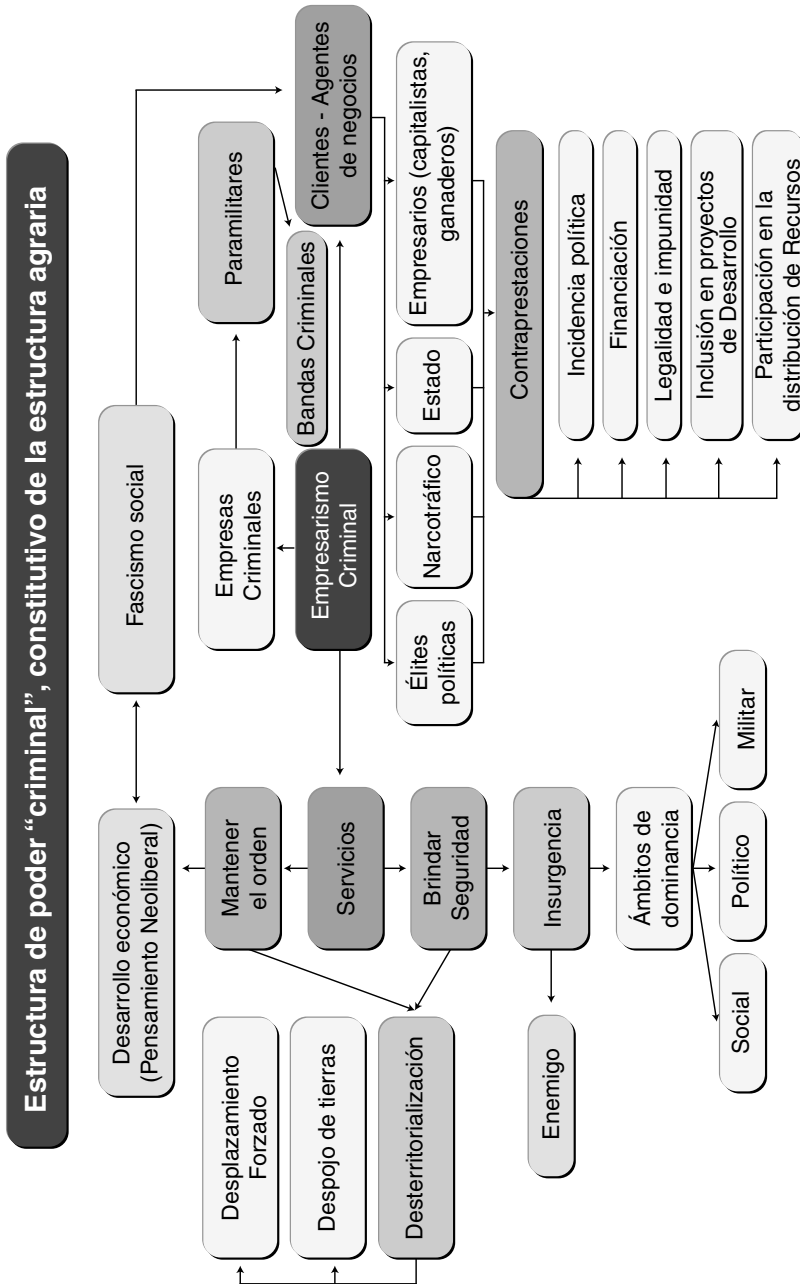 Estructura de poder “criminal”, constitutivo de la estructura agraria
Desarrollo económico
(Pensamiento Neoliberal)
Fascismo social
Desplazamiento
Forzado
Mantener
el orden
Empresas
Criminales
Paramilitares
Despojo de tierras
Servicios
Empresarismo
Criminal
Bandas Criminales
Clientes - Agentes
de negocios
Desterritorialización
Brindar
Seguridad
Élites
políticas
Narcotráfico
Estado
Empresarios (capitalistas,
ganaderos)
Enemigo
Insurgencia
Contraprestaciones
Ámbitos de
dominancia
Incidencia política
Financiación
Legalidad e impunidad
Inclusión en proyectos
de Desarrollo
Participación en la
distribución de Recursos
Social
Político
Militar